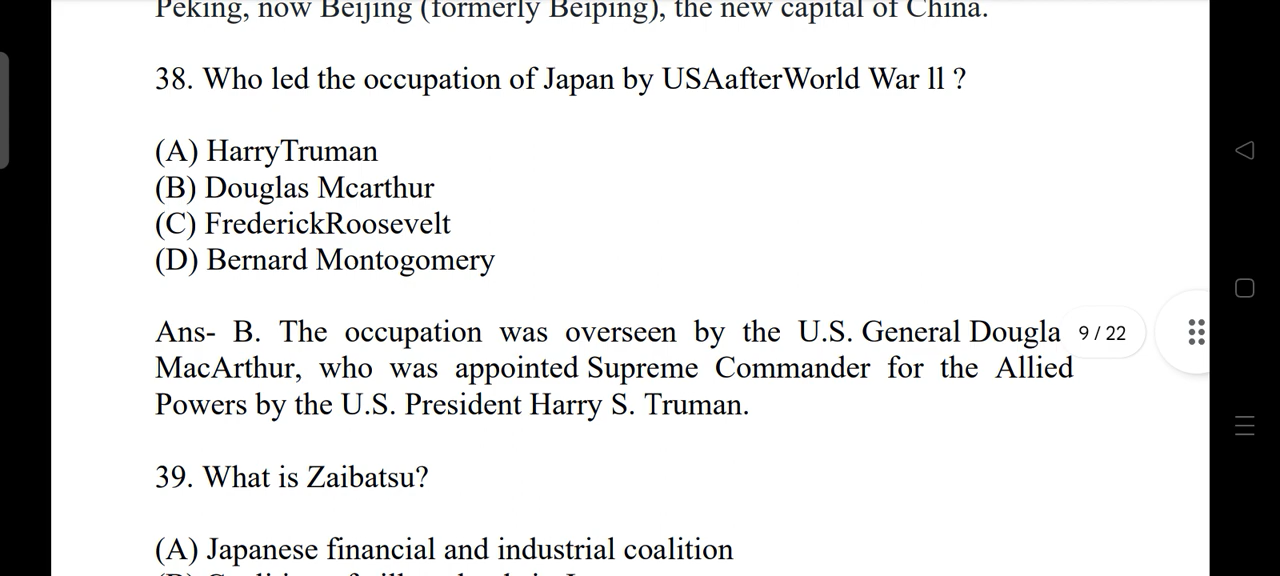 Peking, now Beijing (formerly Beiping), the new capital of China.
38. Who led the occupation of Japan by USAafterWorld War ll ?
(A) HarryTruman
(B) Douglas Mcarthur
(C) FrederickRoosevelt
(D) Bernard Montogomery
Ans- B. The occupation was overseen by the U.S. General Dougla
9 / 22
MacArthur, who was appointed Supreme Commander for the Allied
Powers by the U.S. President Harry S. Truman.
39. What is Zaibatsu?
(A) Japanese financial and industrial coalition